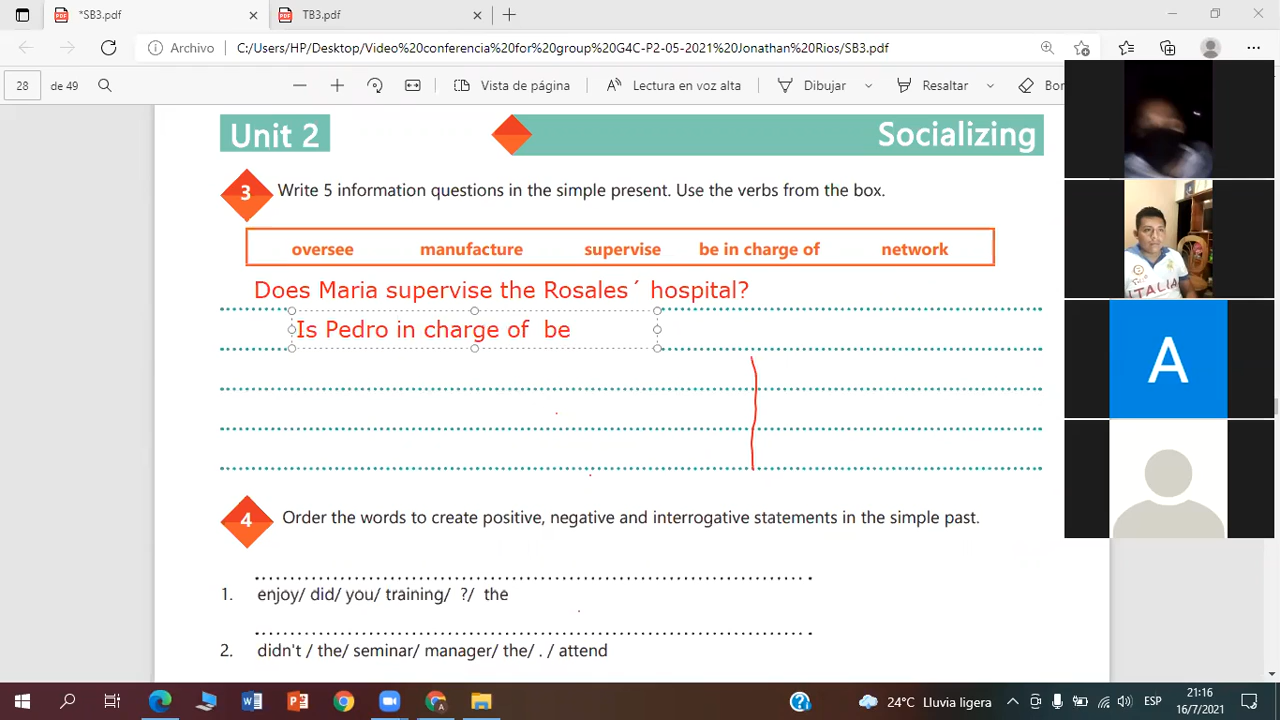 *SB3.pdf
TB3.pdf
Archivo C:/Users/HP/Desktop/Video%20conferencia%20for%20group%20G4C-P2-05-2021%20Jonathan%20Rios/SB3.pdf
28 de 49 Vista de página Lectura en voz alta Dibujar Resaltar Bor
Unit 2 Socializing
3 Write 5 information questions in the simple present. Use the verbs from the box.
oversee manufacture supervise be in charge of network
Does Maria supervise the Rosales´ hospital?
Is Pedro in charge of be
4 Order the words to create positive, negative and interrogative statements in the simple past.
1. enjoy/ did/ you/ training/ ?/ the
2. didn't / the/ seminar/ manager/ the/ . / attend
ITALIA
A
24°C Lluvia ligera ESP 21:16
16/7/2021